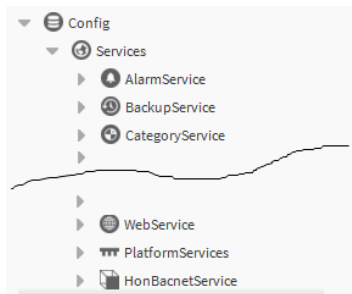 Config
Services
AlarmService
BackupService
CategoryService
WebService
PlatformServices
HonBacnetService